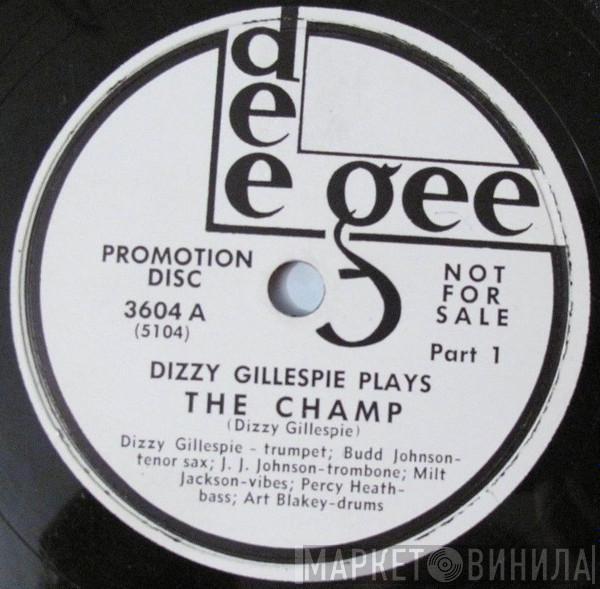 dee gee
PROMOTION
DISC
3604 A
(5104)
NOT
FOR
SALE
Part 1
DIZZY GILLESPIE PLAYS
THE CHAMP
(Dizzy Gillespie)
Dizzy Gillespie - trumpet; Budd Johnson-
tenor sax; J. J. Johnson-trombone; Milt
Jackson-vibes; Percy Heath-
bass; Art Blakey-drums
МАРКЕТ ВИНИЛА